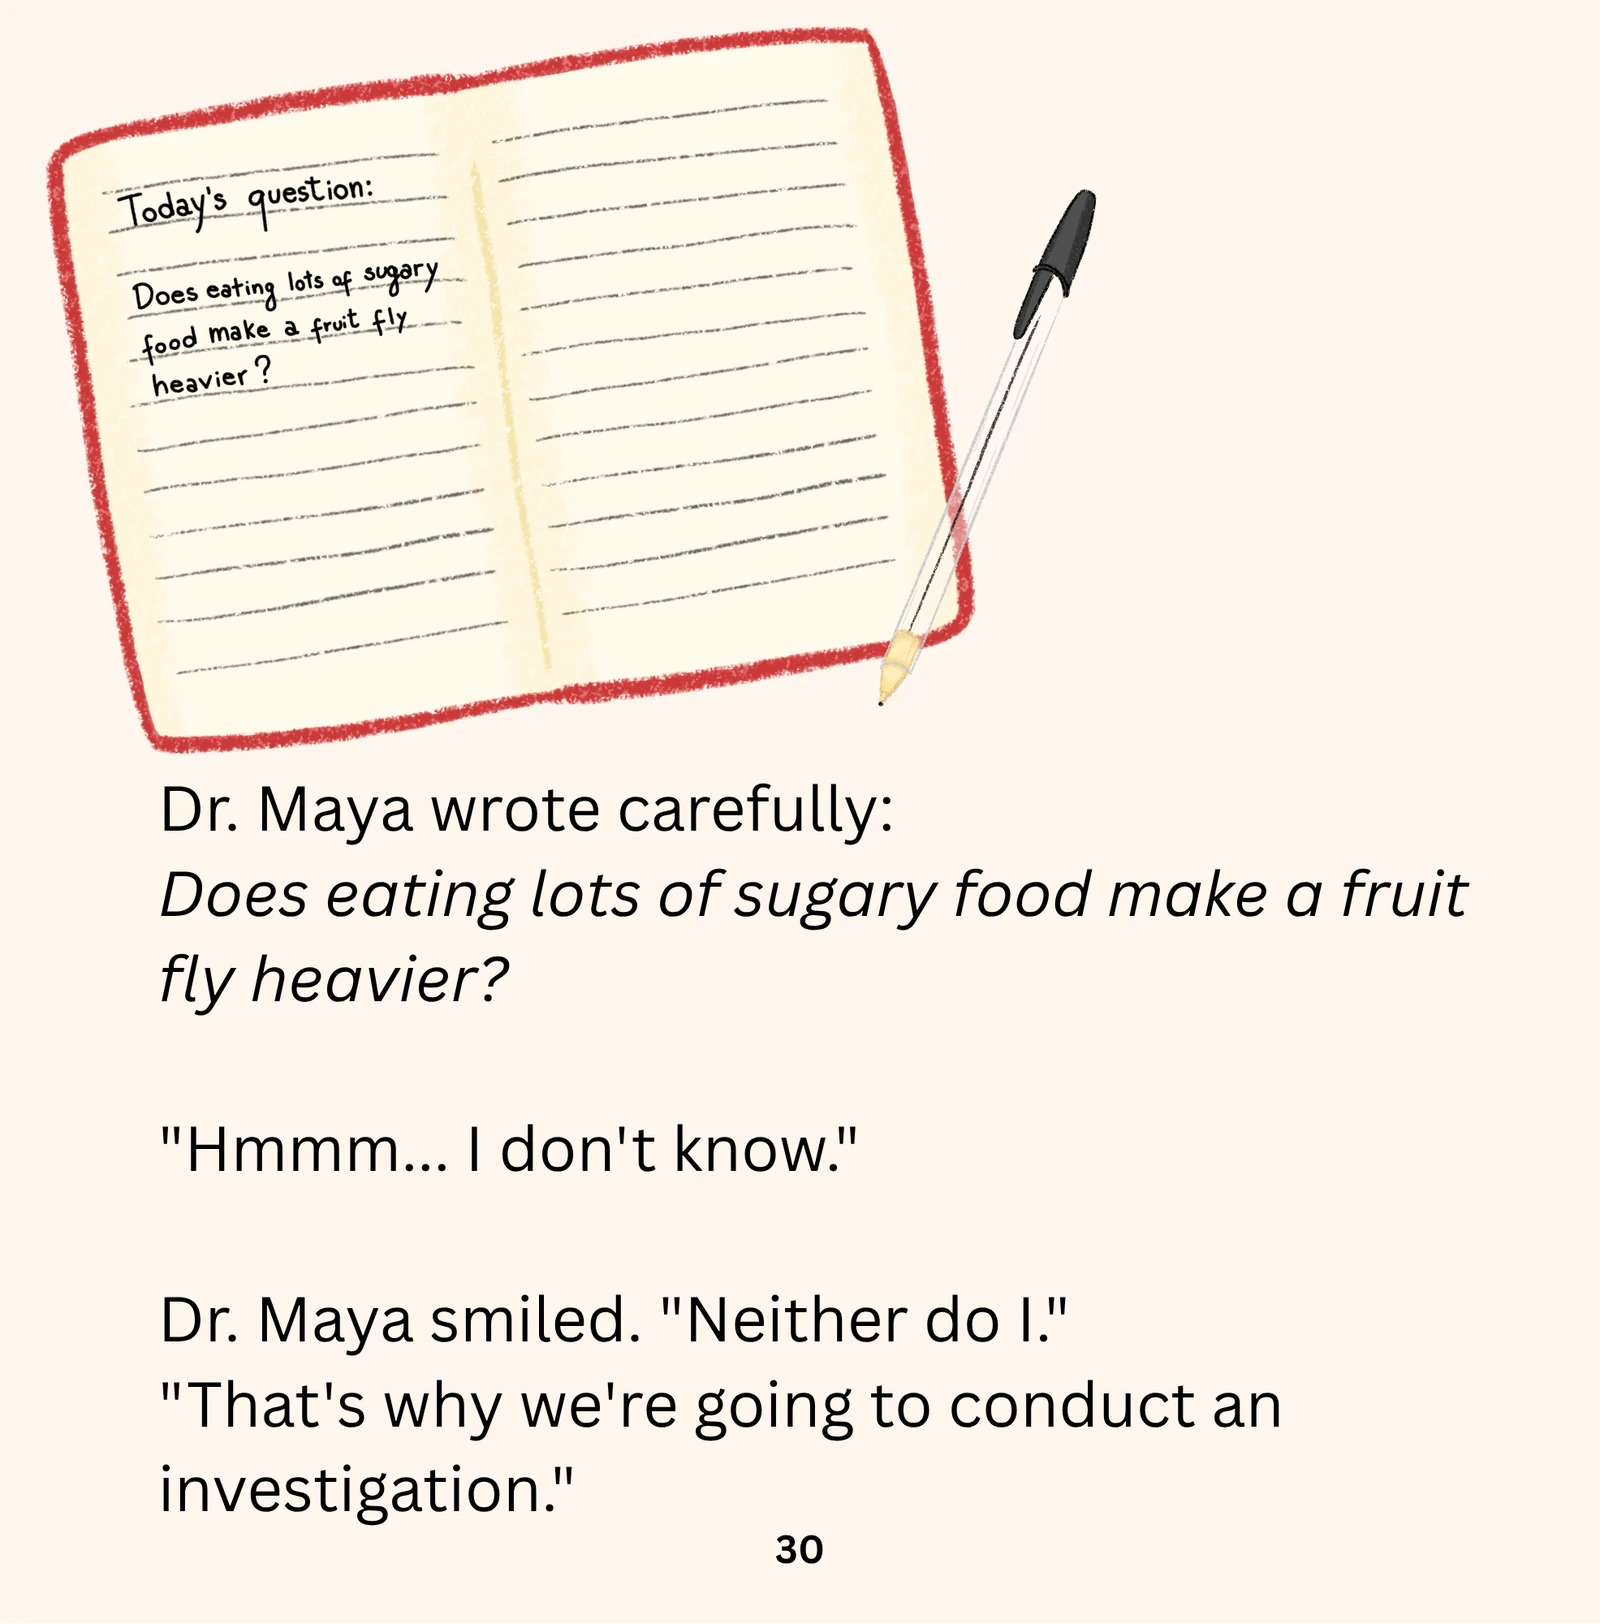 Today's question:
Does eating lots of sugary
food make a fruit fly
heavier?
Dr. Maya wrote carefully:
Does eating lots of sugary food make a fruit
fly heavier?
"Hmmm... I don't know."
Dr. Maya smiled. "Neither do I."
"That's why we're going to conduct an
investigation."
30